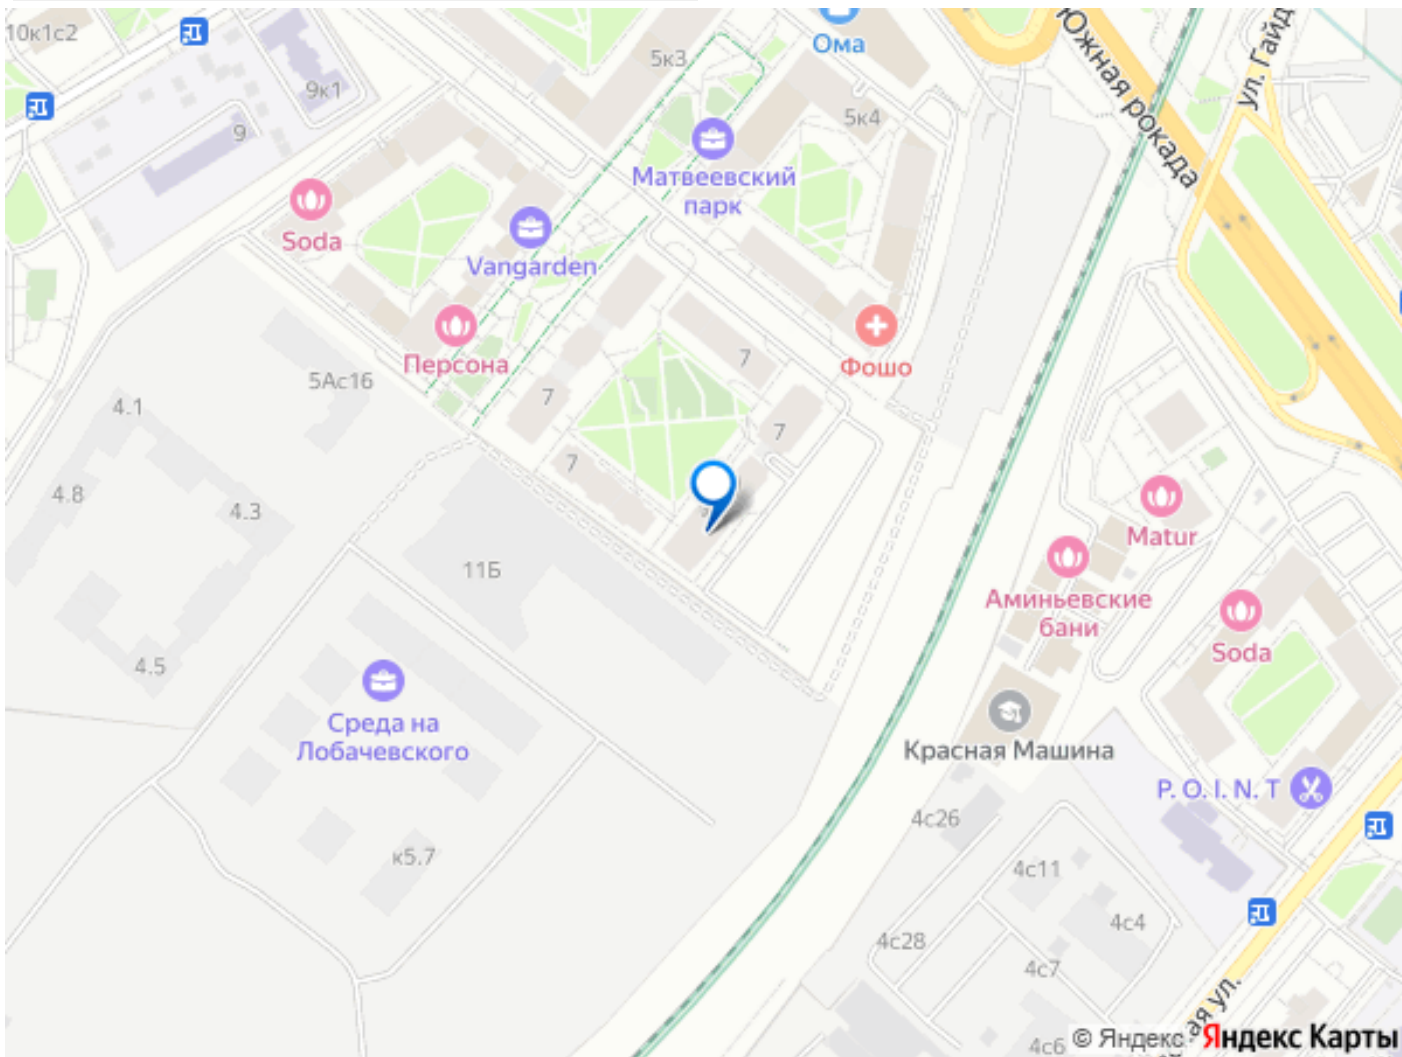 10к1с2
Ома
Южная рокада
ул. Гайд
5к3
9к1
9
5к4
Матвеевский
парк
Soda
Vangarden
Персона
Фошо
5Ас16
7
7
7
7
4.1
4.8
4.3
4.5
11Б
Среда на
Лобачевского
к5.7
Matur
Аминьевские
бани
Soda
Красная Машина
P. O. I. N. T
4с26
4с11
4с4
4с28
4с7
4с6
ая ул.
© Яндекс
Яндекс Карты